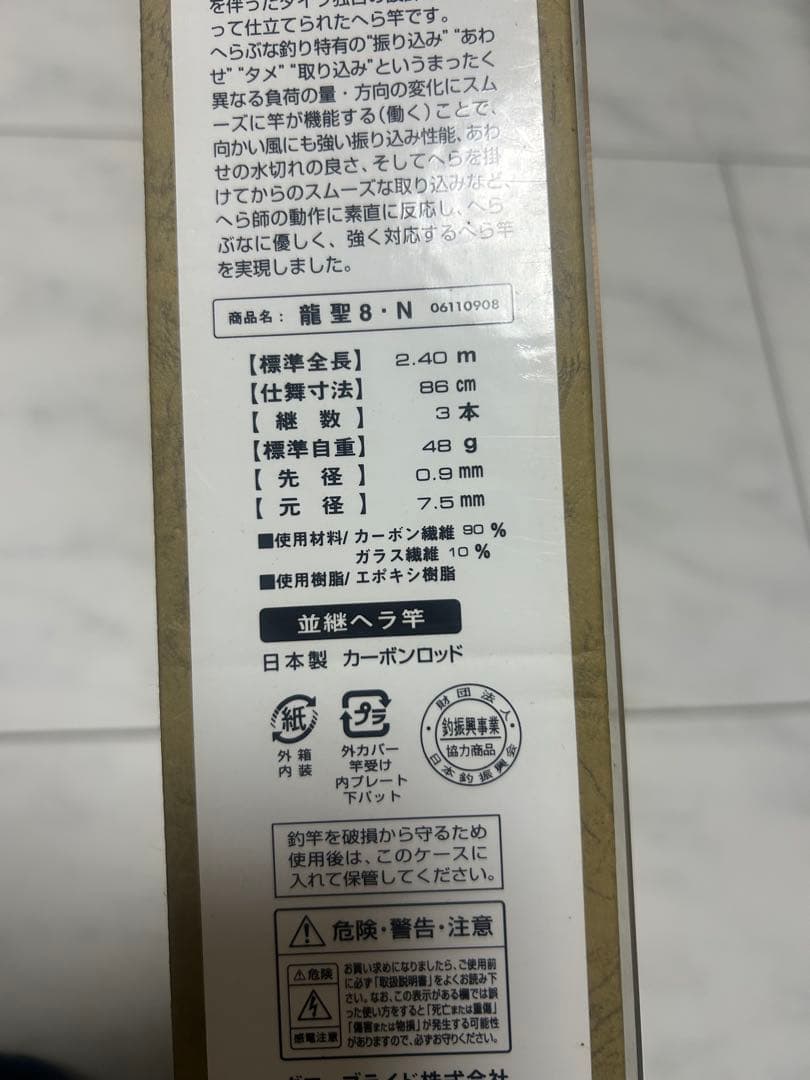 を伴ったダイワ独自の
って仕立てられたへら竿です。
へらぶな釣り特有の"振り込み""あわ
せ""タメ""取り込み"というまったく
異なる負荷の量・方向の変化にスム
ーズに竿が機能する(働く)ことで、
向かい風にも強い振り込み性能、あわ
せの水切れの良さ、そしてへらを掛
けてからのスムーズな取り込みなど、
へら師の動作に素直に反応し、へら
ぶなに優しく、強く対応するへら竿
を実現しました。
商品名: 龍聖8・N 06110908
【標準全長】 2.40 m
【仕舞寸法】 86 cm
【継数】 3 本
【標準自重】 48 g
【先径】 0.9 mm
【元径】 7.5 mm
■使用材料/カーボン繊維 90 %
ガラス繊維 10 %
■使用樹脂/エポキシ樹脂
並継ヘラ竿
日本製 カーボンロッド
紙
外箱
内装
プラ
外カバー
竿受け
内プレート
下パット
財団法人
釣振興事業
協力商品
日本釣振興会
釣竿を破損から守るため
使用後は、このケースに
入れて保管してください。
危険・警告・注意
危険
感電注意
お買い求めになりましたら、ご使用前
に必ず「取扱説明書」をよくお読み下
さい。なお、この表示がある欄では誤
った使い方をすると「死亡または重傷」
「傷害または物損」が発生する可能性
がありますので、必ずお守りください。
グローブライド株式会社